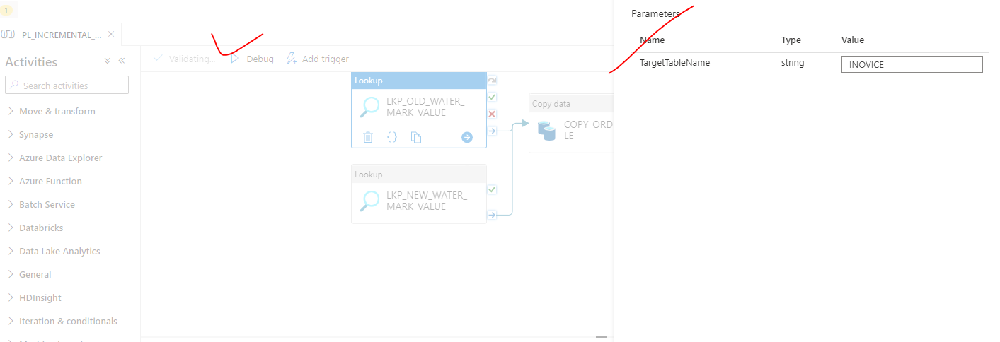 1
PL_INCREMENTAL_...
Activities
Search activities
Move & transform
Synapse
Azure Data Explorer
Azure Function
Batch Service
Databricks
Data Lake Analytics
General
HDInsight
Iteration & conditionals
Validating...
Debug
Add trigger
Lookup
LKP_OLD_WATER_
MARK_VALUE
Lookup
LKP_NEW_WATER_
MARK_VALUE
Copy data
COPY_ORD
LE
Parameters
Name Type Value
TargetTableName string INOVICE